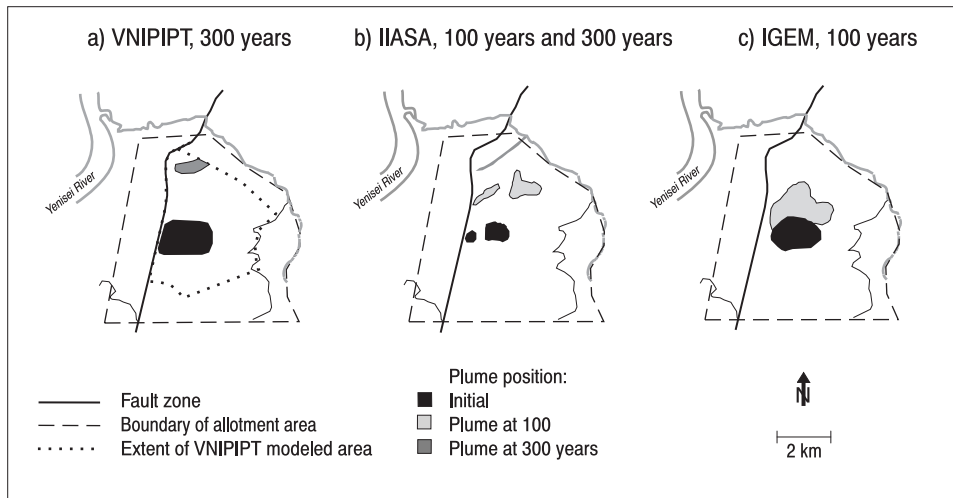 a) VNIPIPT, 300 years
b) IIASA, 100 years and 300 years
c) IGEM, 100 years
Yenisei River
Yenisei River
Yenisei River
Fault zone
Boundary of allotment area
Extent of VNIPIPT modeled area
Plume position:
Initial
Plume at 100
Plume at 300 years
N
2 km